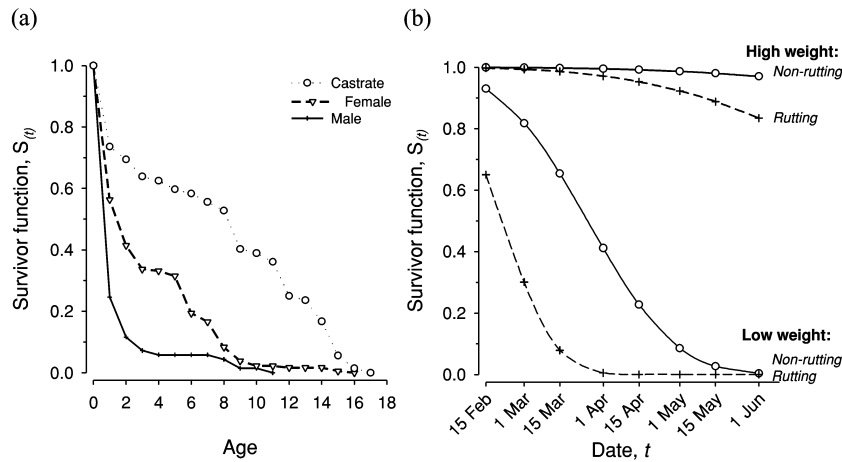 (a)
Survivor function, S(t)
1.0
0.8
0.6
0.4
0.2
0.0
0 2 4 6 8 10 12 14 16 18
Age
Castrate
Female
Male
(b)
Survivor function, S(t)
1.0
0.8
0.6
0.4
0.2
0.0
High weight:
Non-rutting
Rutting
Low weight:
Non-rutting
Rutting
15 Feb
1 Mar
15 Mar
1 Apr
15 Apr
1 May
15 May
1 Jun
Date, t